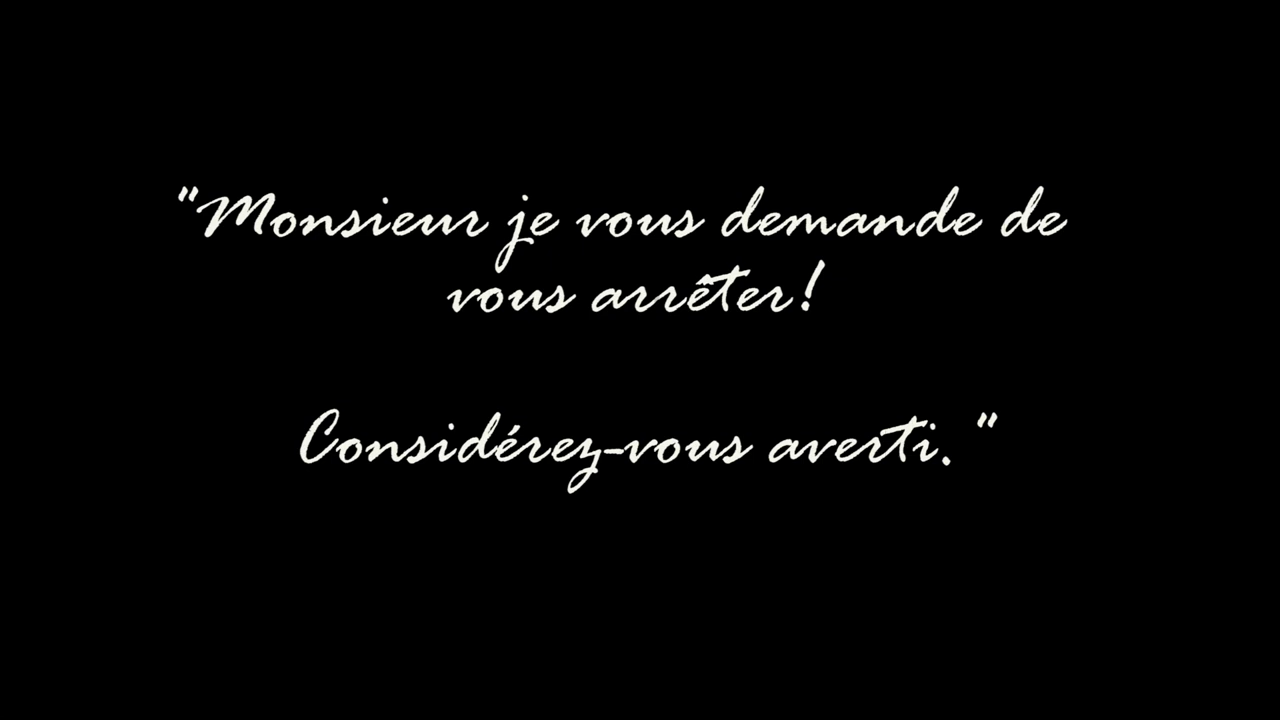 "Monsieur je vous demande de
vous arrêter!
Considérez-vous averti. "